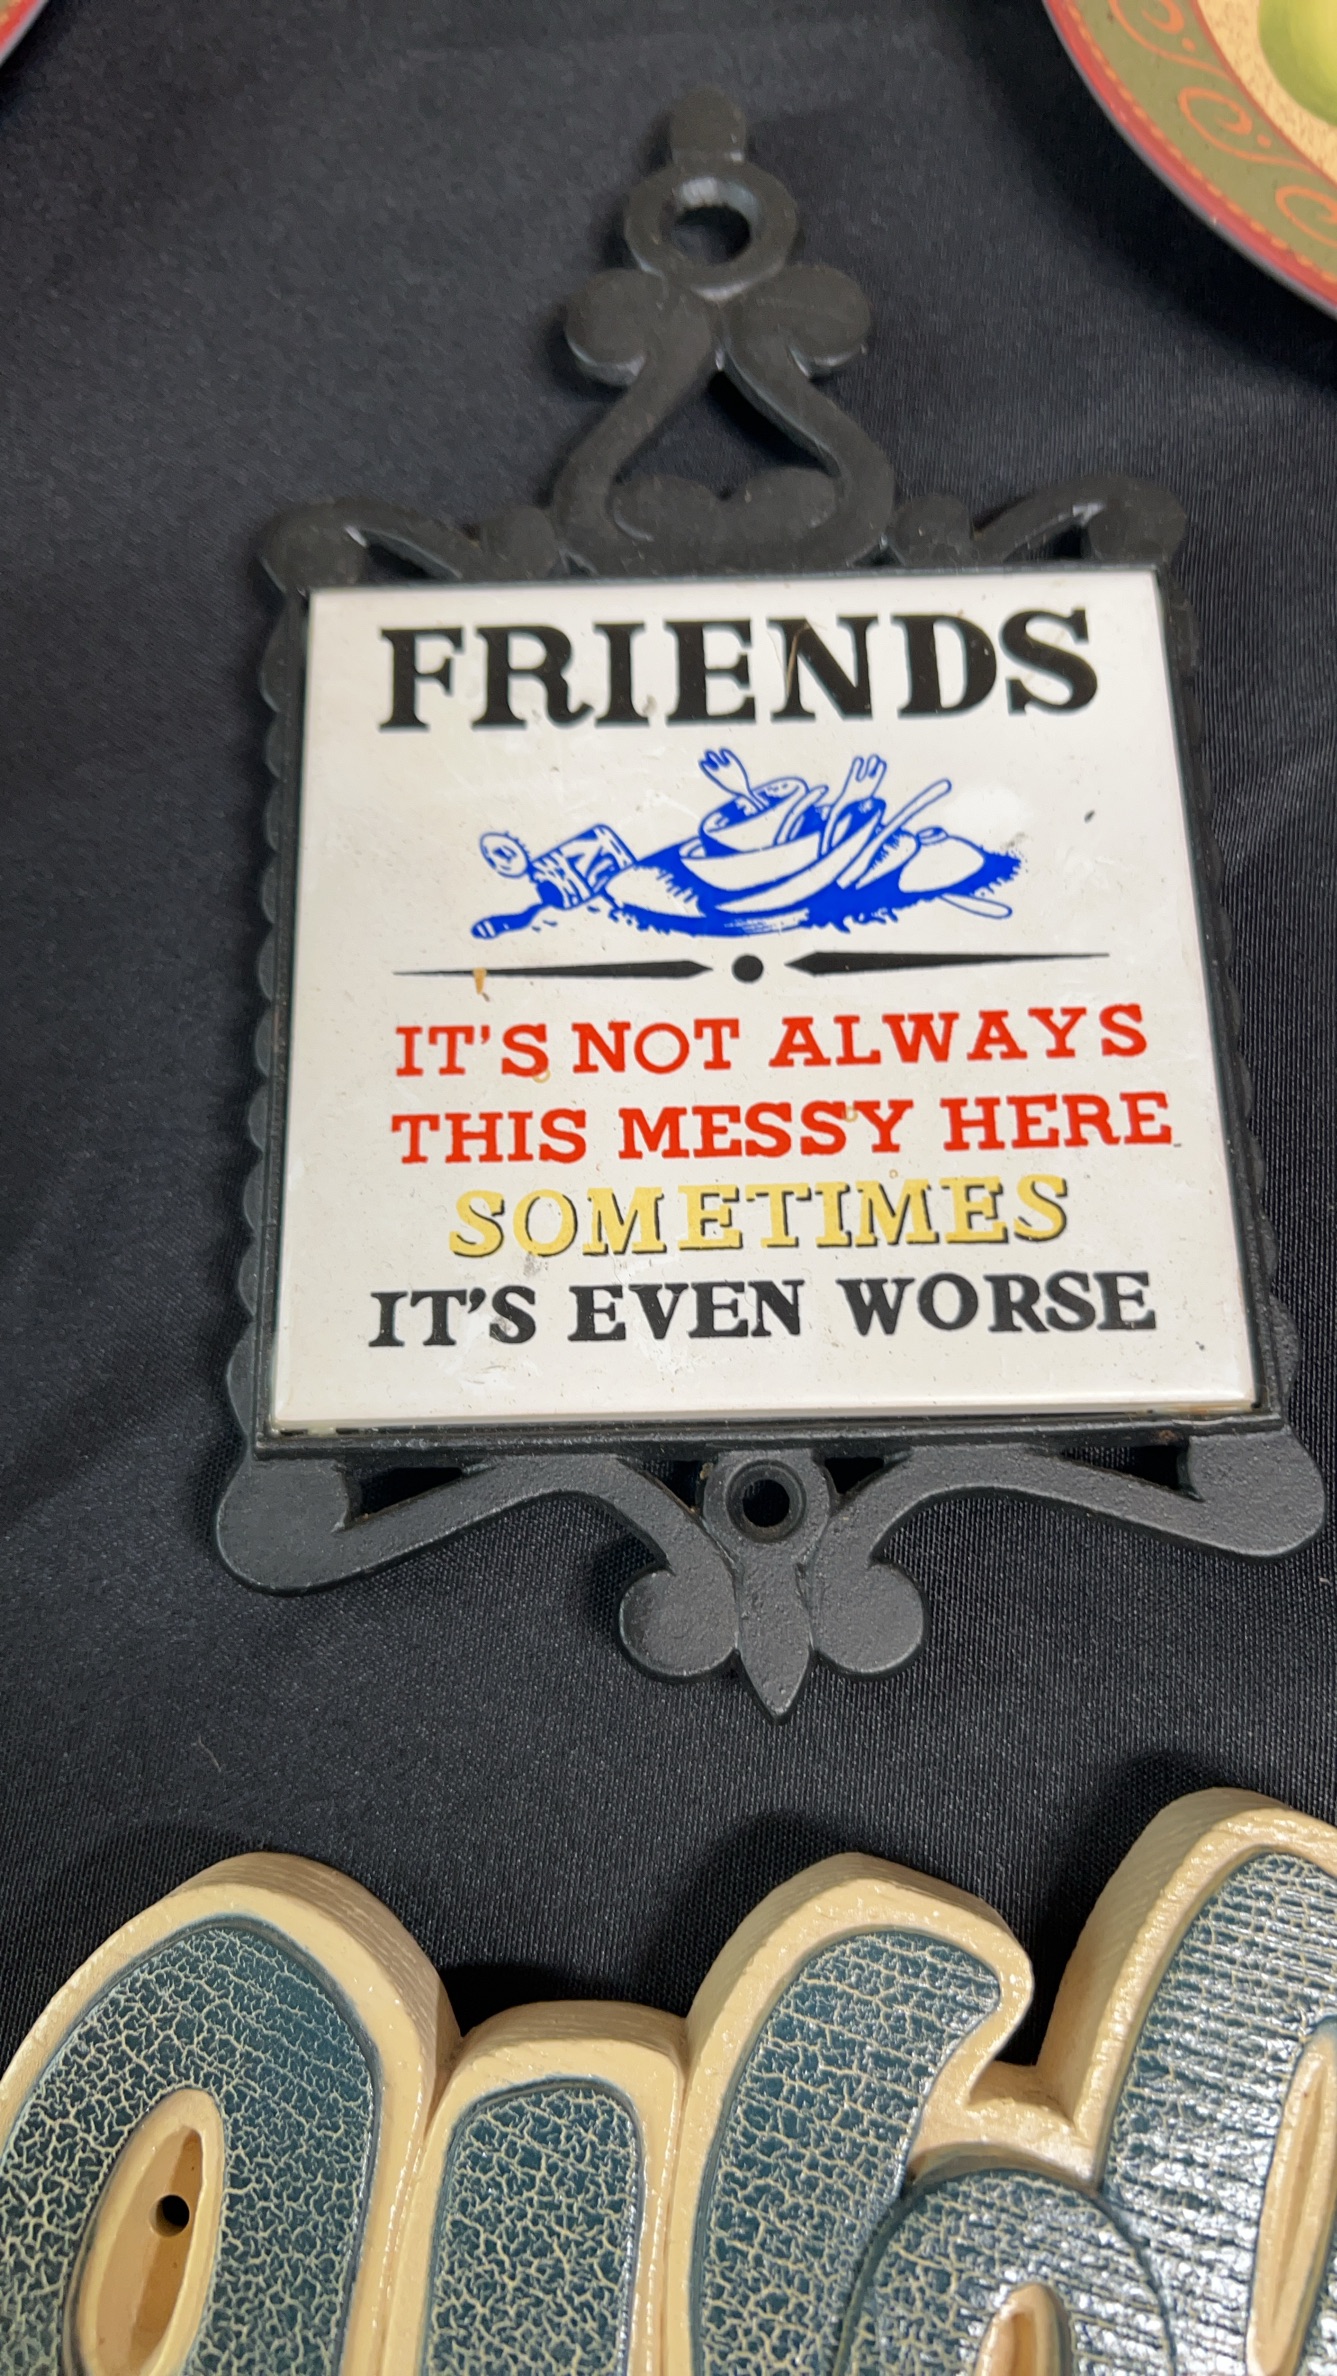 FRIENDS
IT'S NOT ALWAYS
THIS MESSY HERE
SOMETIMES
IT'S EVEN WORSE